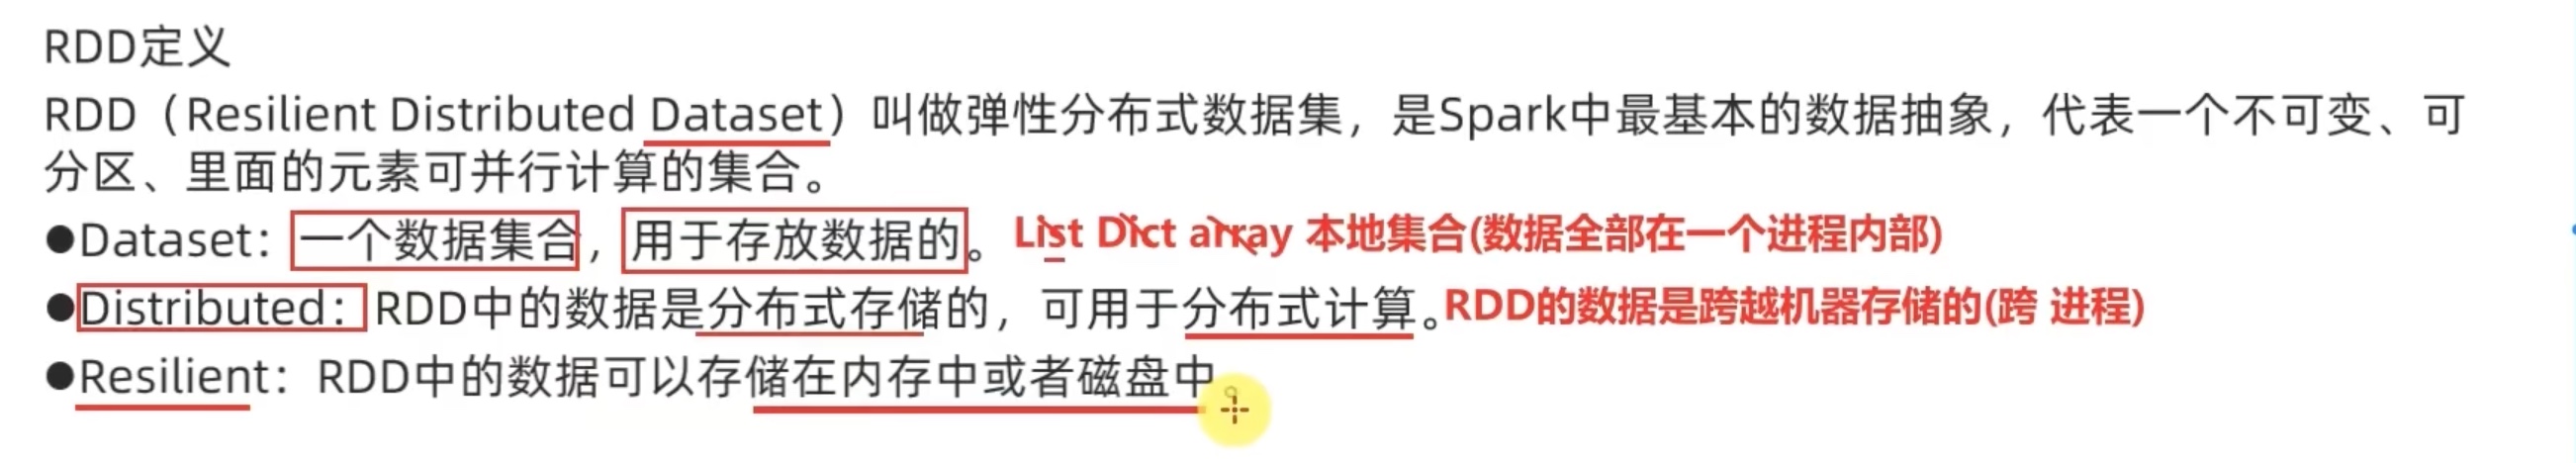 RDD定义
RDD（Resilient Distributed Dataset）叫做弹性分布式数据集，是Spark中最基本的数据抽象，代表一个不可变、可
分区、里面的元素可并行计算的集合。
●Dataset：一个数据集合，用于存放数据的。List Dict array 本地集合(数据全部在一个进程内部)
●Distributed：RDD中的数据是分布式存储的，可用于分布式计算。RDD的数据是跨越机器存储的(跨 进程)
●Resilient：RDD中的数据可以存储在内存中或者磁盘中。